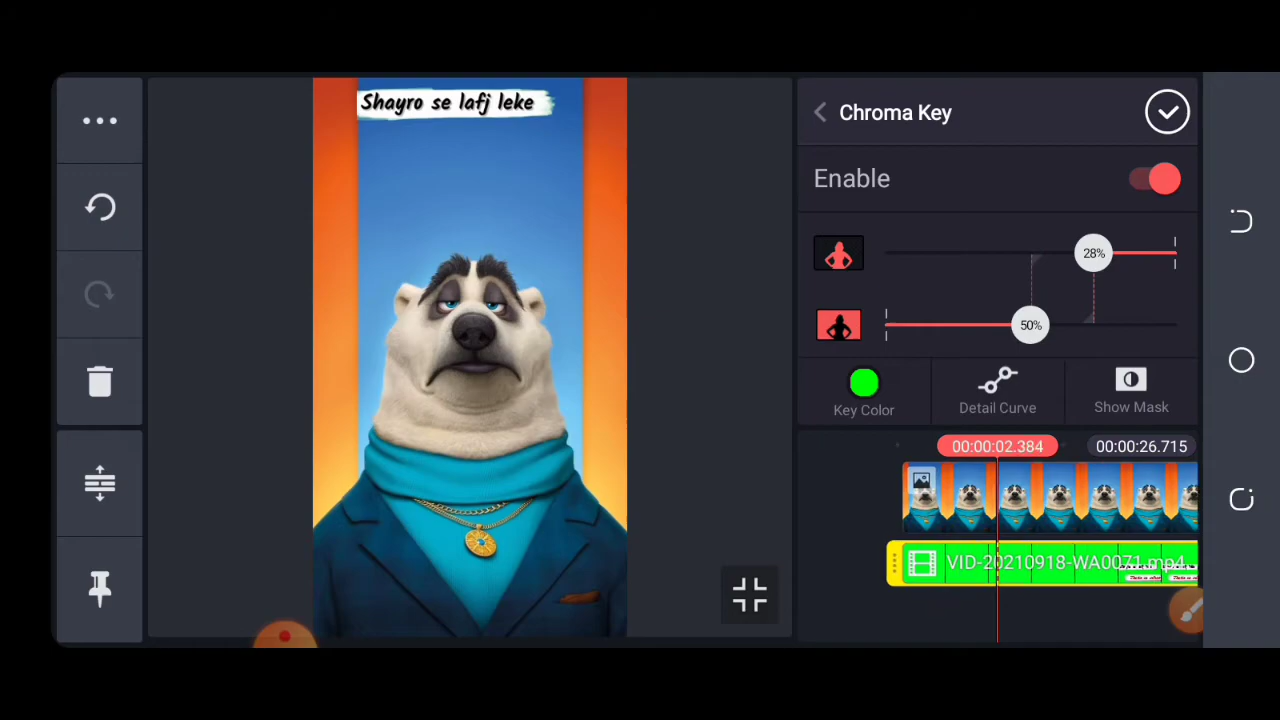 Shayro se lafj leke
Chroma Key
Enable
28%
50%
Key Color
Detail Curve
Show Mask
00:00:02.384
00:00:26.715
VID-20210918-WA0071.mp4